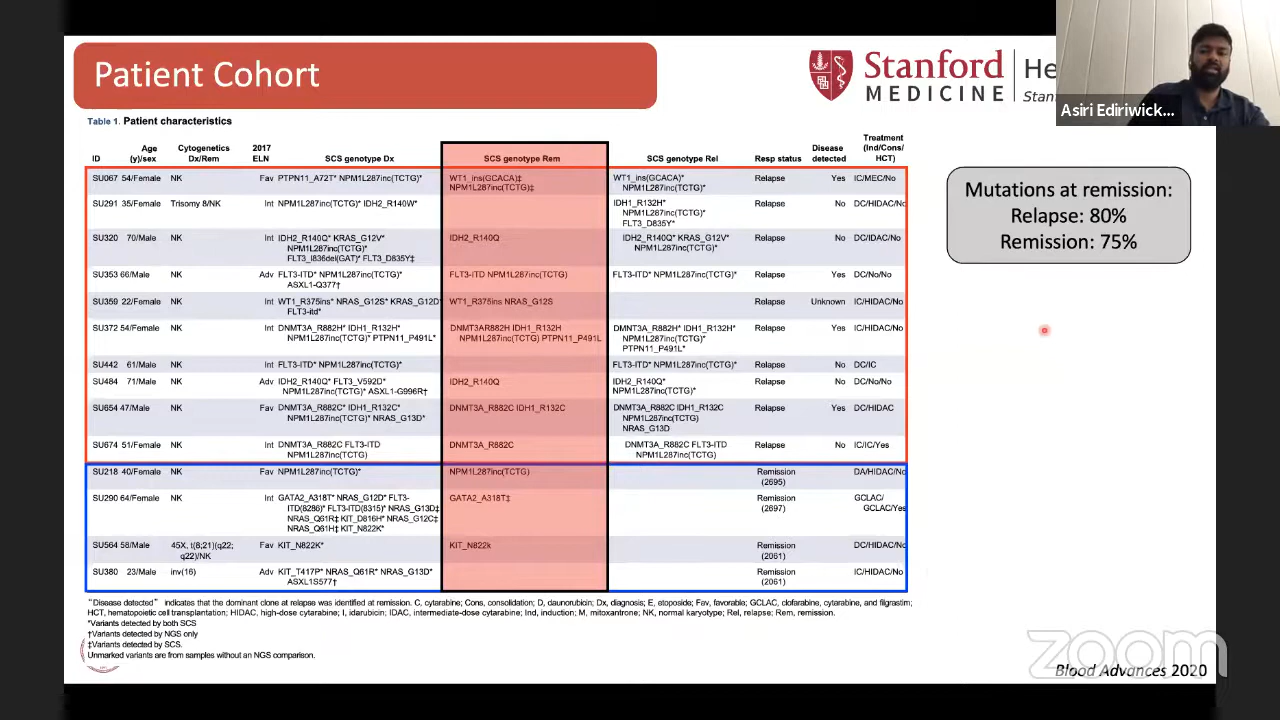 Patient Cohort
Stanford
MEDICINE
He
Stan
Asiri Ediriwick...
Table 1. Patient characteristics
ID Age (y)/sex Cytogenetics Dx/Rem 2017 ELN SCS genotype Dx SCS genotype Rem SCS genotype Rel Resp status Disease detected Treatment (Ind/Cons/HCT)
SU067 54/Female NK Fav PTPN11_A72T* NPM1L287inc(TCTG)* WT1_ins(GCACA)‡ WT1_ins(GCACA)* Relapse Yes IC/MEC/No
NPM1L287inc(TCTG)‡ NPM1L287inc(TCTG)*
SU291 35/Female Trisomy 8/NK Int NPM1L287inc(TCTG)* IDH2_R140W* IDH1_R132H* Relapse No DC/HIDAC/No
NPM1L287inc(TCTG)*
FLT3_D835Y*
SU320 70/Male NK Int IDH2_R140Q* KRAS_G12V* IDH2_R140Q IDH2_R140Q* KRAS_G12V* Relapse No DC/IDAC/No
NPM1L287inc(TCTG)* NPM1L287inc(TCTG)*
FLT3_I836del(GAT)* FLT3_D835Y‡
SU353 66/Male NK Adv FLT3-ITD* NPM1L287inc(TCTG)* FLT3-ITD NPM1L287inc(TCTG) FLT3-ITD* NPM1L287inc(TCTG)* Relapse Yes DC/No/No
ASXL1-Q377†
SU359 22/Female NK Int WT1_R375ins* NRAS_G12S* KRAS_G12D* WT1_R375ins NRAS_G12S Relapse Unknown IC/HIDAC/No
FLT3-itd*
SU372 54/Female NK Int DNMT3A_R882H* IDH1_R132H* DNMT3AR882H IDH1_R132H DMNT3A_R882H* IDH1_R132H* Relapse Yes IC/HIDAC/No
NPM1L287inc(TCTG)* PTPN11_P491L* NPM1L287inc(TCTG) PTPN11_P491L NPM1L287inc(TCTG)*
PTPN11_P491L*
SU442 61/Male NK Int FLT3-ITD* NPM1L287inc(TCTG)* FLT3-ITD* NPM1L287inc(TCTG)* Relapse No DC/IC
SU484 71/Male NK Adv IDH2_R140Q* FLT3_V592D* IDH2_R140Q IDH2_R140Q* Relapse No DC/No/No
NPM1L287inc(TCTG)* ASXL1-G996R† NPM1L287inc(TCTG)*
SU654 47/Male NK Fav DNMT3A_R882C* IDH1_R132C* DNMT3A_R882C IDH1_R132C DNMT3A_R882C IDH1_R132C Relapse Yes DC/HIDAC
NPM1L287inc(TCTG)* NRAS_G13D* NPM1L287inc(TCTG)
NRAS_G13D
SU674 51/Female NK Int DNMT3A_R882C FLT3-ITD DNMT3A_R882C DNMT3A_R882C FLT3-ITD Relapse No IC/IC/Yes
NPM1L287inc(TCTG) NPM1L287inc(TCTG)
SU218 40/Female NK Fav NPM1L287inc(TCTG)* NPM1L287inc(TCTG) Remission DA/HIDAC/No
(2695)
SU290 64/Female NK Int GATA2_A318T* NRAS_G12D* FLT3- GATA2_A318T‡ Remission GCLAC/
ITD(8286)* FLT3-ITD(8315)* NRAS_G13D‡ (2697) GCLAC/Yes
NRAS_Q61R‡ KIT_D816H* NRAS_G12C‡
NRAS_Q61H‡ KIT_N822K*
SU564 58/Male 45X, t(8;21)(q22; Fav KIT_N822K* KIT_N822k Remission DC/HIDAC/No
q22)/NK (2061)
SU380 23/Male inv(16) Adv KIT_T417P* NRAS_Q61R* NRAS_G13D* Remission IC/HIDAC/No
ASXL1S577† (2061)
"Disease detected" indicates that the dominant clone at relapse was identified at remission. C, cytarabine; Cons, consolidation; D, daunorubicin; Dx, diagnosis; E, etoposide; Fav, favorable; GCLAC, clofarabine, cytarabine, and filgrastim;
HCT, hematopoietic cell transplantation; HIDAC, high-dose cytarabine; I, idarubicin; IDAC, intermediate-dose cytarabine; Ind, induction; M, mitoxantrone; NK, normal karyotype; Rel, relapse; Rem, remission.
*Variants detected by both SCS
†Variants detected by NGS only
‡Variants detected by SCS.
Unmarked variants are from samples without an NGS comparison.
Mutations at remission:
Relapse: 80%
Remission: 75%
zoom
Blood Advances 2020